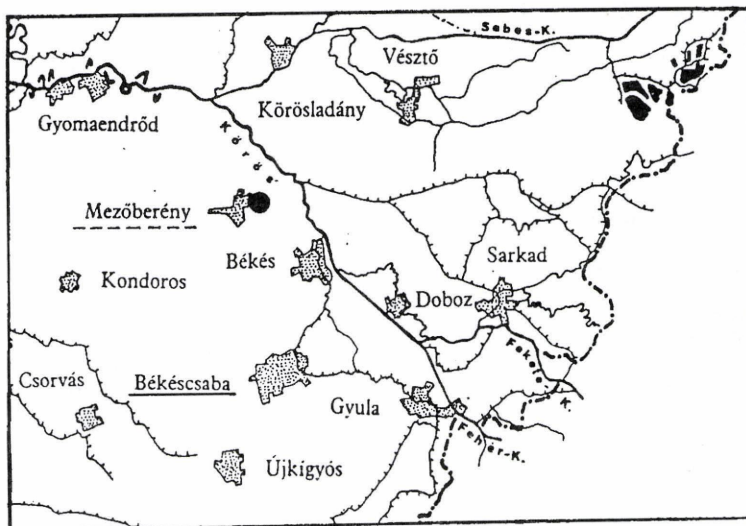 Sebes-K.
Vésztő
Körösladány
Gyomaendrőd
Körös
Mezőberény
Sarkad
Békés
Kondoros
Doboz
Fekete K.
Csorvás
Békéscsaba
Gyula
Fehér-K.
Újkígyós